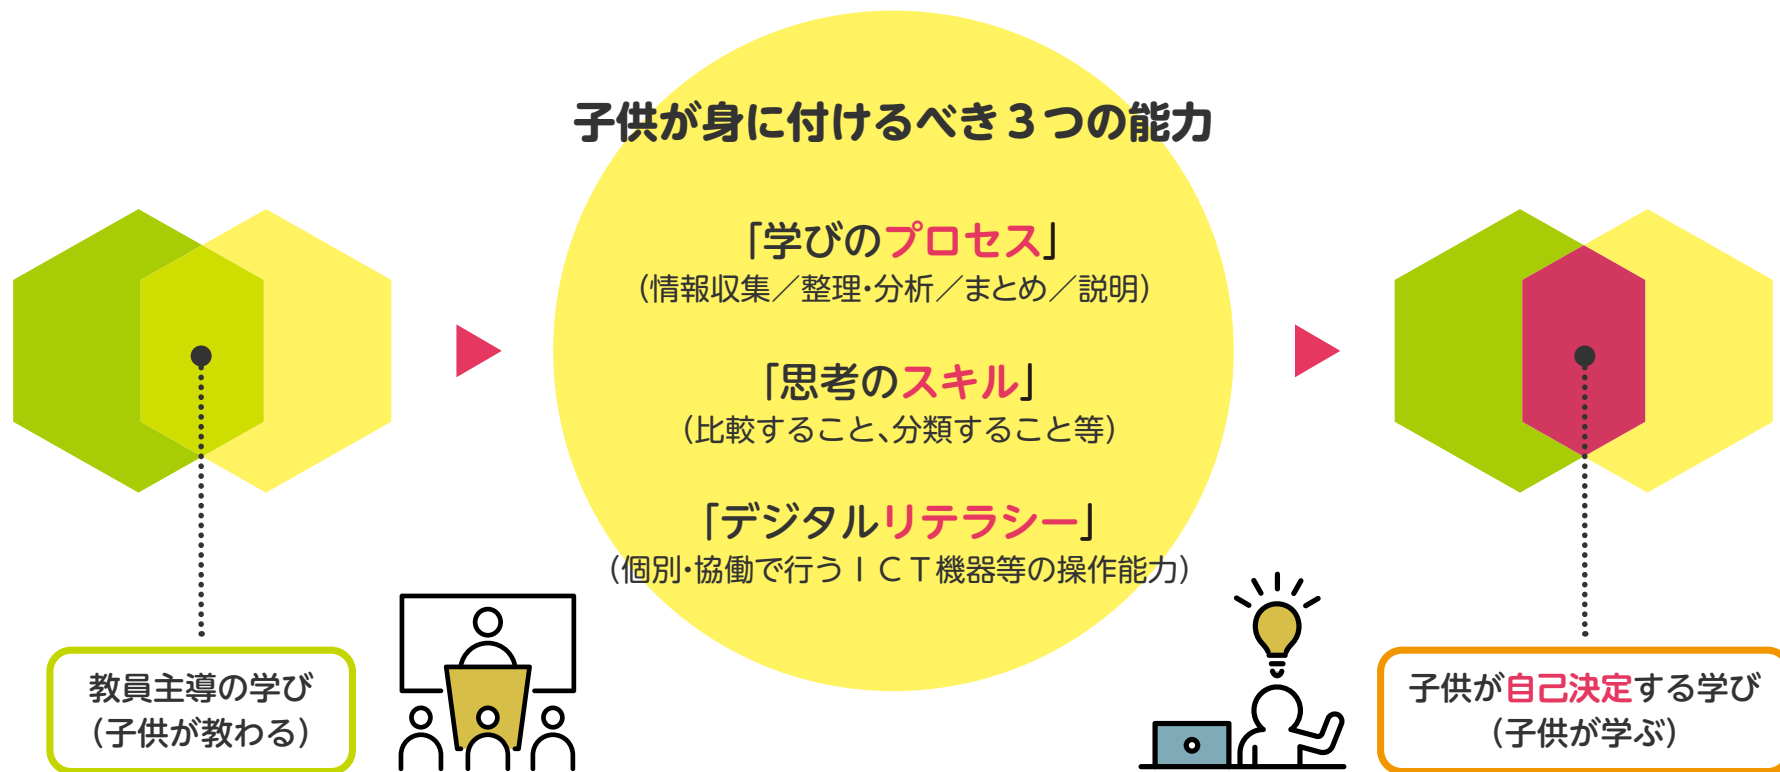 子供が身に付けるべき３つの能力
「学びのプロセス」
（情報収集／整理・分析／まとめ／説明）
「思考のスキル」
（比較すること、分類すること等）
「デジタルリテラシー」
（個別・協働で行うＩＣＴ機器等の操作能力）
教員主導の学び
（子供が教わる）
子供が自己決定する学び
（子供が学ぶ）